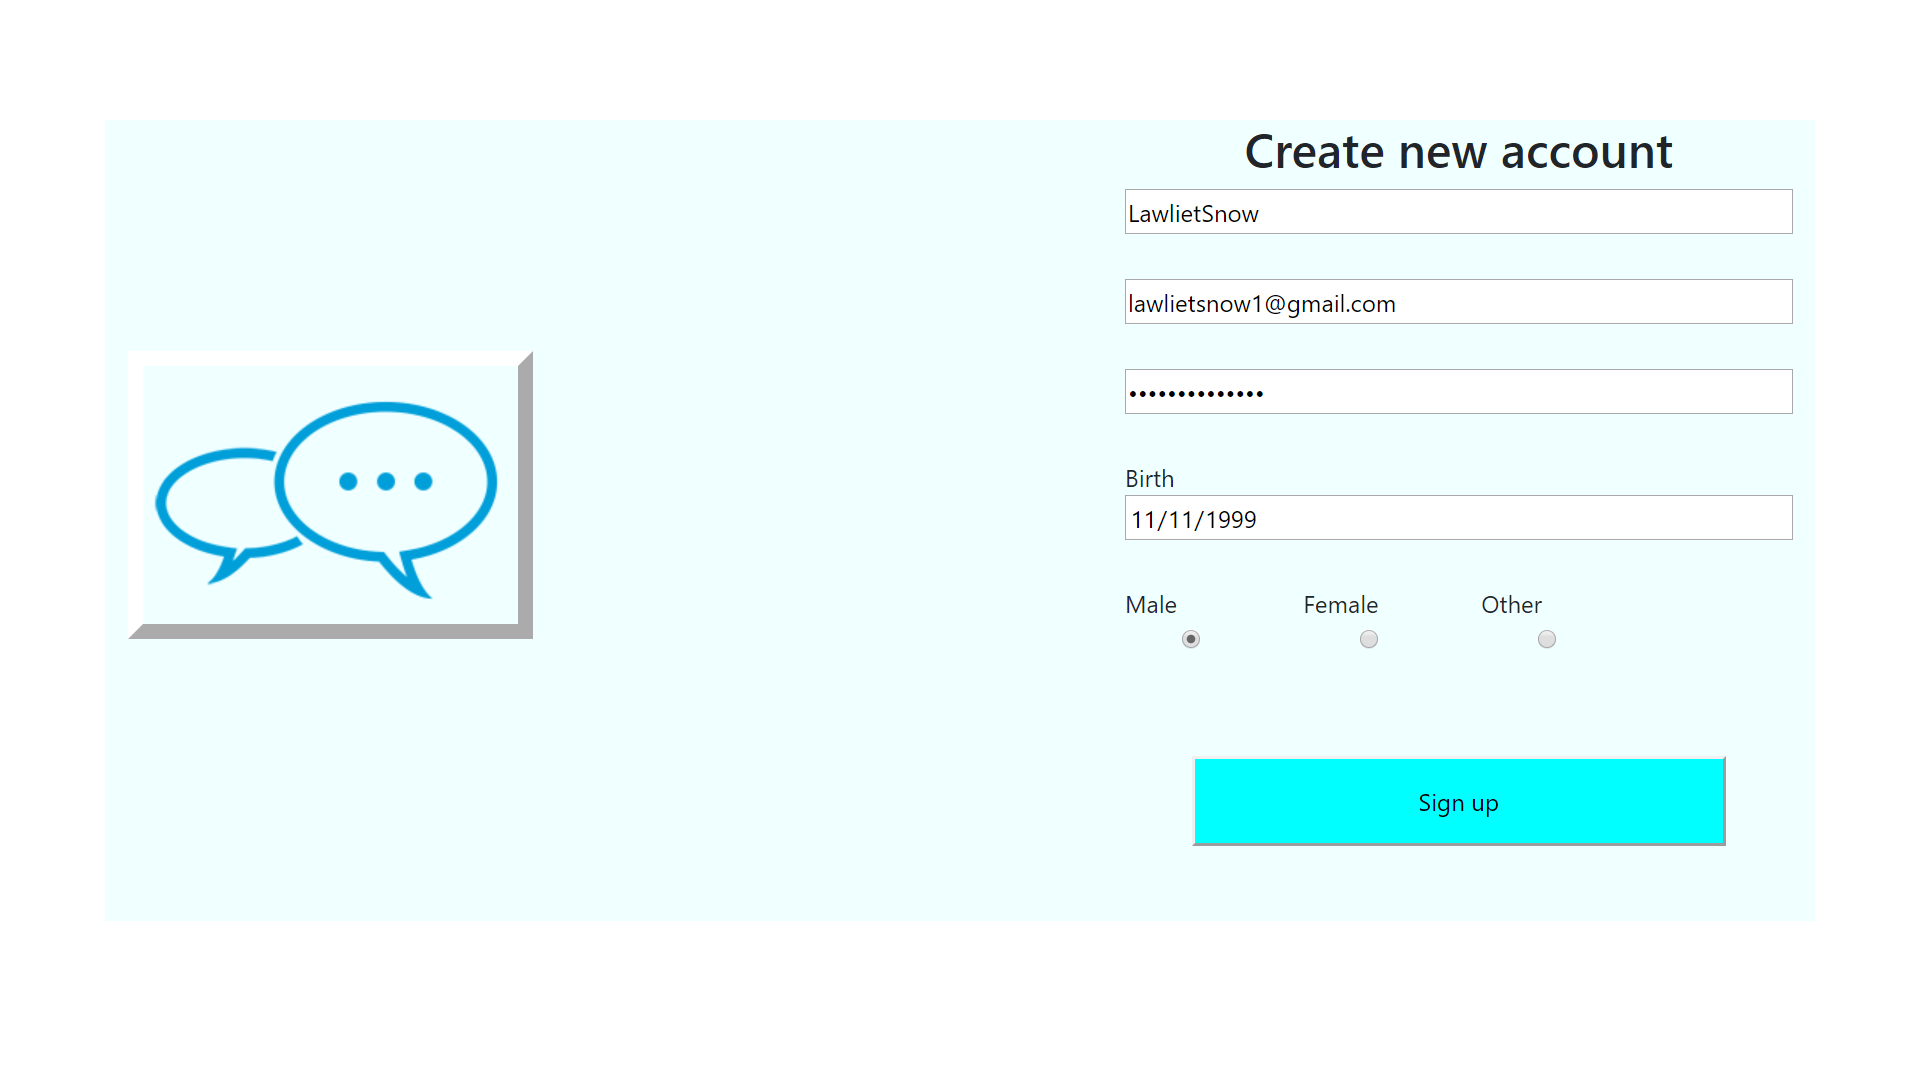 Create new account
LawlietSnow
lawlietsnow1@gmail.com
••••••••••••••
Birth
11/11/1999
Male Female Other
Sign up